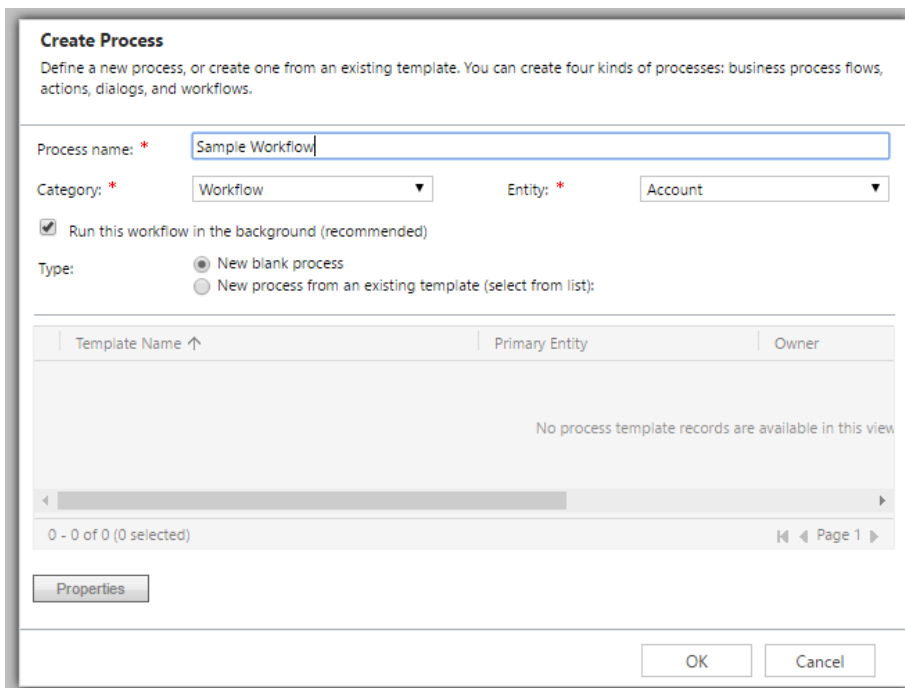 Create Process
Define a new process, or create one from an existing template. You can create four kinds of processes: business process flows,
actions, dialogs, and workflows.
Process name: * Sample Workflow
Category: * Workflow Entity: * Account
Run this workflow in the background (recommended)
Type: New blank process
New process from an existing template (select from list):
Template Name Primary Entity Owner
No process template records are available in this view
0 - 0 of 0 (0 selected) Page 1
Properties
OK Cancel